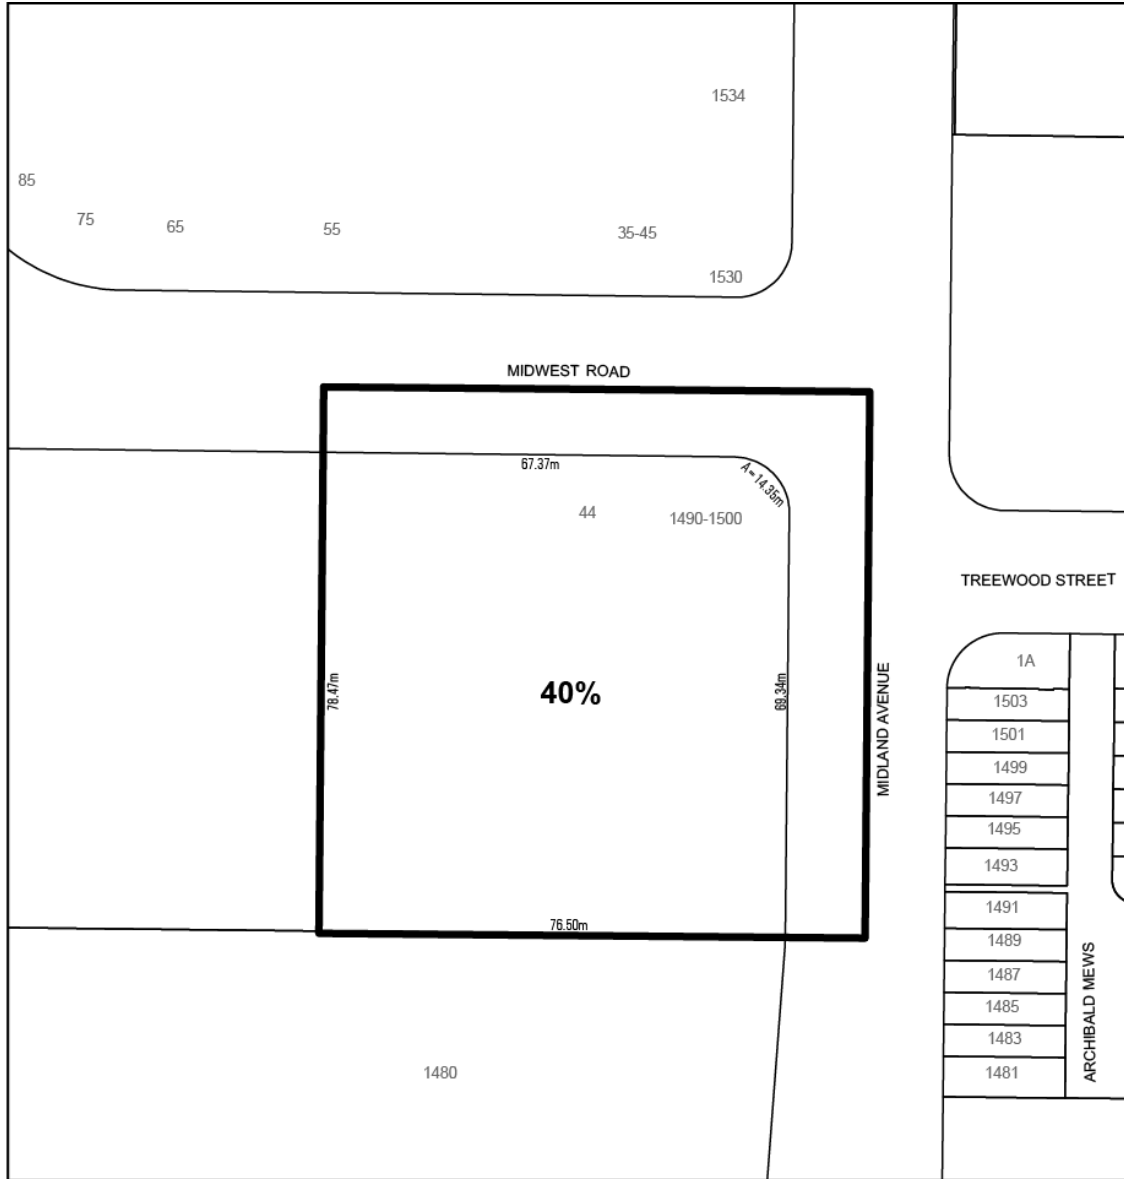 1534
85
75
65
55
35-45
1530
MIDWEST ROAD
67.37m
A=14.35m
44
1490-1500
TREEWOOD STREET
1A
78.47m
40%
69.34m
MIDLAND AVENUE
1503
1501
1499
1497
1495
1493
1491
76.50m
1489
1487
1485
1483
1481
ARCHIBALD MEWS
1480